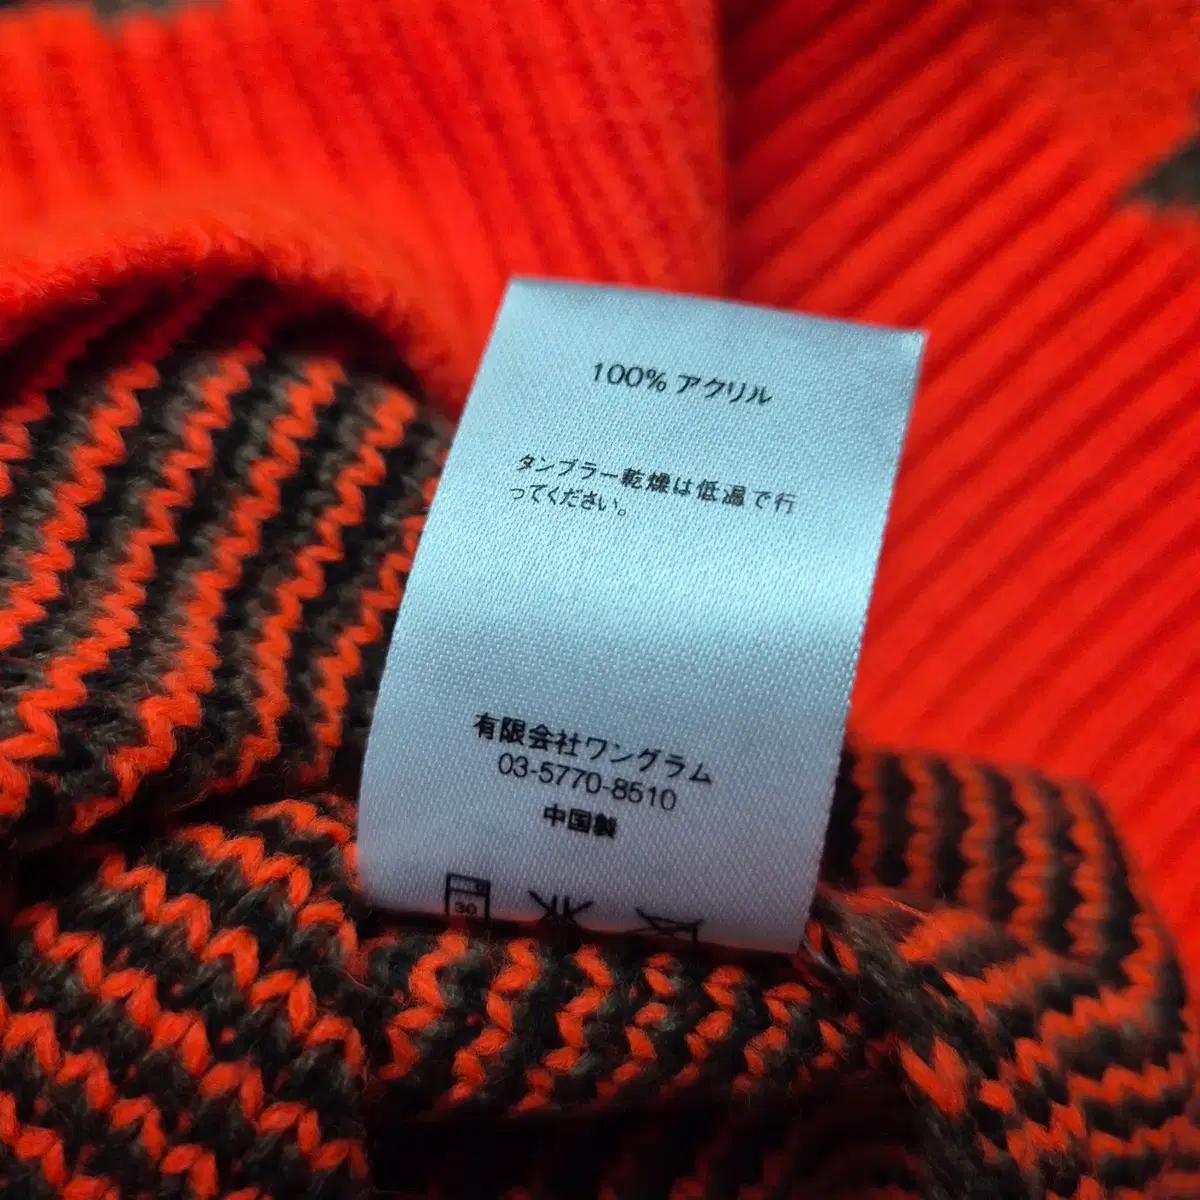 100% アクリル
タンブラー乾燥は低温で行
ってください。
有限会社ワングラム
03-5770-8510
中国製
30